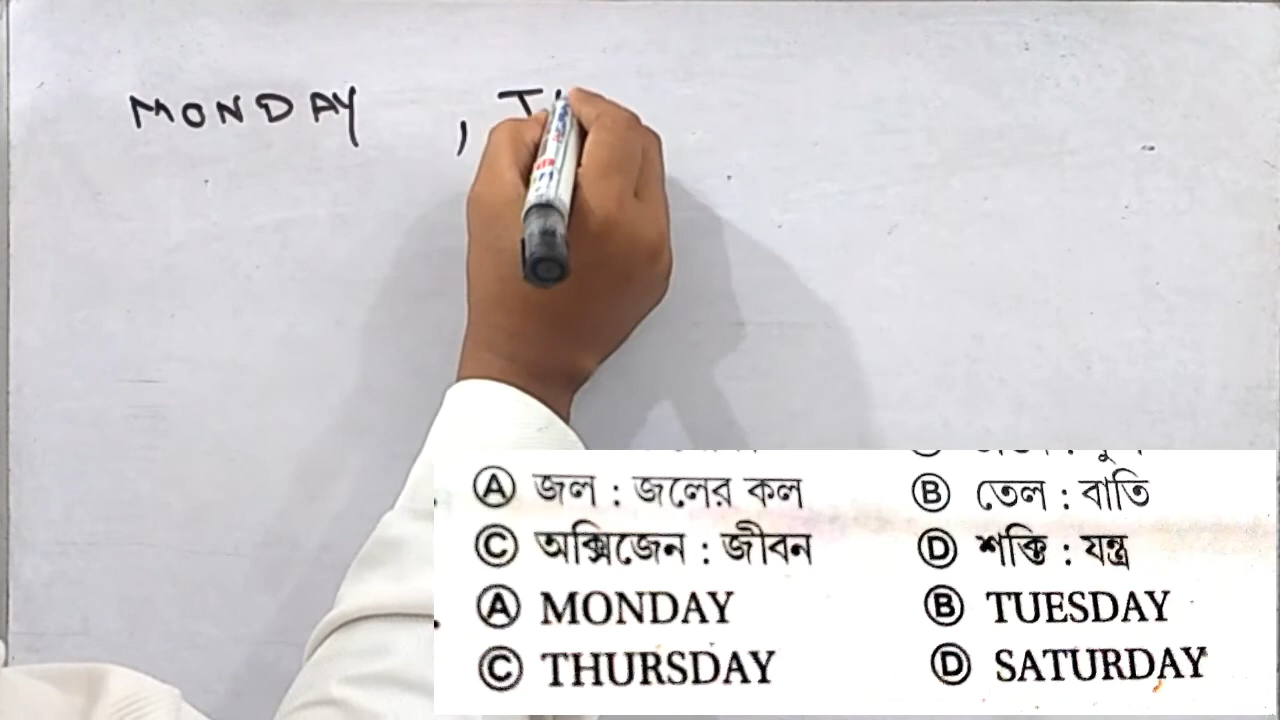 MONDAY , T
Ⓐ জল : জলের কল Ⓑ তেল : বাতি
Ⓒ অক্সিজেন : জীবন Ⓓ শক্তি : যন্ত্র
Ⓐ MONDAY Ⓑ TUESDAY
Ⓒ THURSDAY Ⓓ SATURDAY